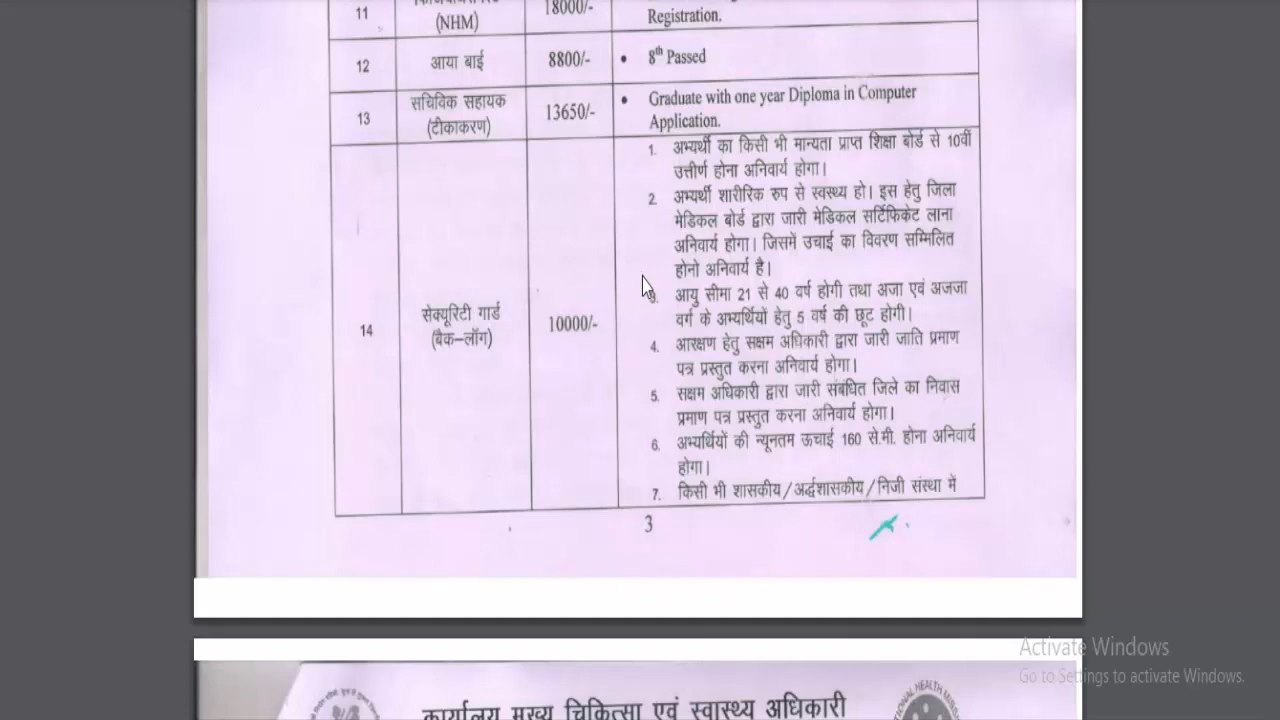 11
(NHM)
18000/-
Registration.
12
आया बाई
8800/-
• 8th Passed
13
सचिविक सहायक
(टीकाकरण)
13650/-
• Graduate with one year Diploma in Computer
Application.
14
सेक्यूरिटी गार्ड
(बैक–लॉग)
10000/-
1. अभ्यर्थी का किसी भी मान्यता प्राप्त शिक्षा बोर्ड से 10वीं
उत्तीर्ण होना अनिवार्य होगा।
2. अभ्यर्थी शारीरिक रुप से स्वस्थ्य हो। इस हेतु जिला
मेडिकल बोर्ड द्वारा जारी मेडिकल सर्टिफिकेट लाना
अनिवार्य होगा। जिसमें उचाई का विवरण सम्मिलित
होनो अनिवार्य है।
3. आयु सीमा 21 से 40 वर्ष होगी तथा अजा एवं अजजा
वर्ग के अभ्यर्थियों हेतु 5 वर्ष की छूट होगी।
4. आरक्षण हेतु सक्षम अधिकारी द्वारा जारी जाति प्रमाण
पत्र प्रस्तुत करना अनिवार्य होगा।
5. सक्षम अधिकारी द्वारा जारी संबंधित जिले का निवास
प्रमाण पत्र प्रस्तुत करना अनिवार्य होगा।
6. अभ्यर्थियों की न्यूनतम ऊचाई 160 से.मी. होना अनिवार्य
होगा।
7. किसी भी शासकीय/अर्द्धशासकीय/निजी संस्था में
3
Activate Windows
Go to Settings to activate Windows.
कार्यालय मुख्य चिकित्सा एवं स्वास्थ्य अधिकारी